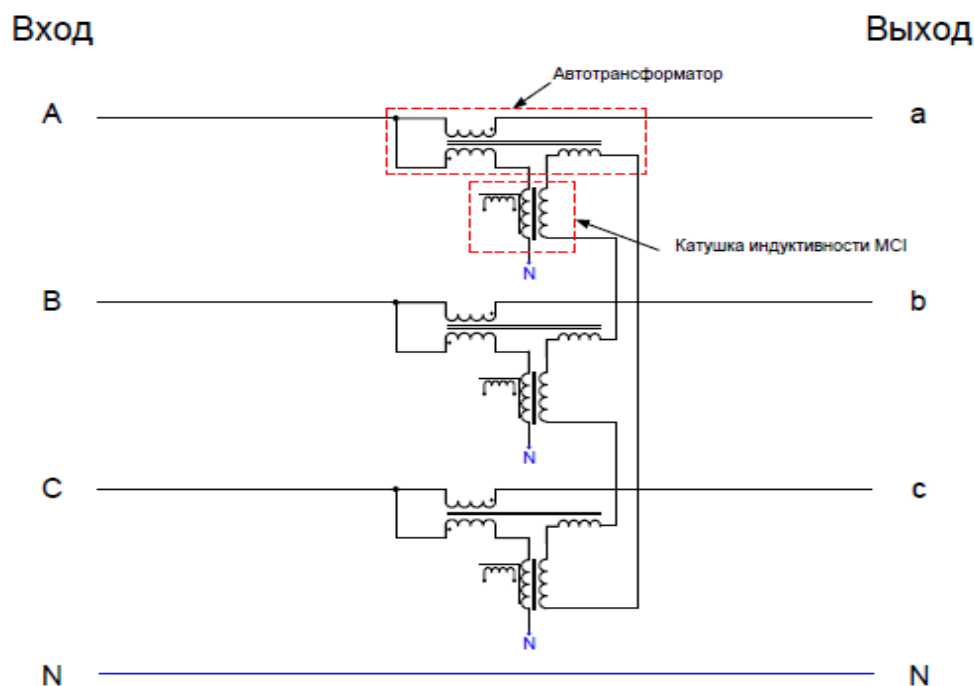 Вход
Выход
Автотрансформатор
A
a
Катушка индуктивности MCI
N
B
b
N
C
c
N
N
N